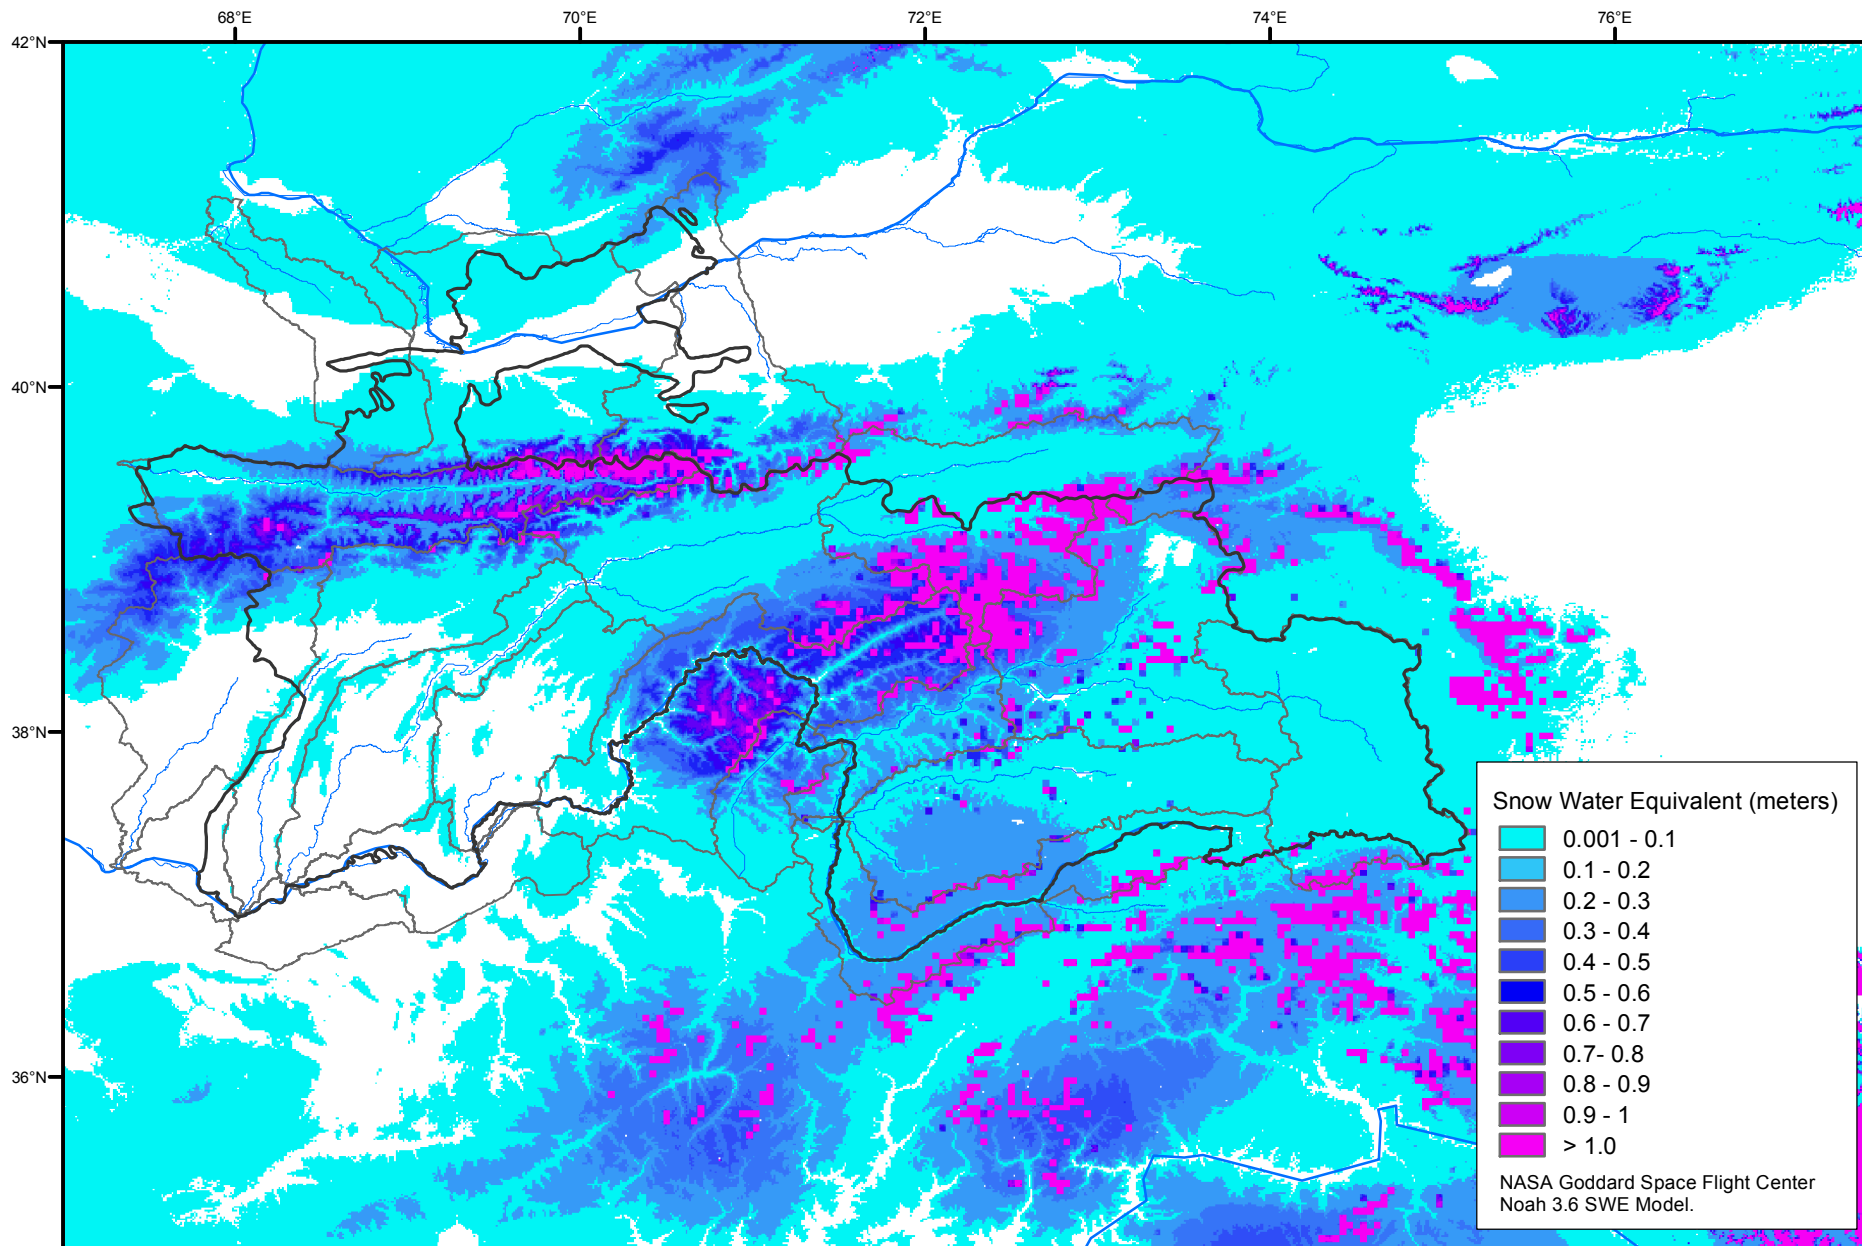 68°E 70°E 72°E 74°E 76°E
42°N
40°N
38°N
36°N
Snow Water Equivalent (meters)
0.001 - 0.1
0.1 - 0.2
0.2 - 0.3
0.3 - 0.4
0.4 - 0.5
0.5 - 0.6
0.6 - 0.7
0.7- 0.8
0.8 - 0.9
0.9 - 1
> 1.0
NASA Goddard Space Flight Center
Noah 3.6 SWE Model.